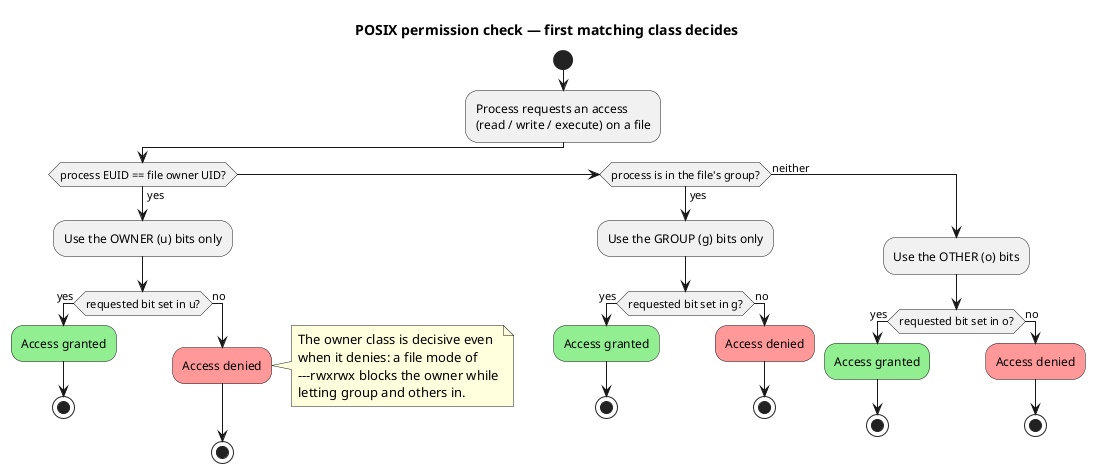 POSIX permission check — first matching class decides
Process requests an access
(read / write / execute) on a file
process EUID == file owner UID?
yes
Use the OWNER (u) bits only
requested bit set in u?
yes
no
Access granted
Access denied
The owner class is decisive even
when it denies: a file mode of
---rwxrwx blocks the owner while
letting group and others in.
process is in the file's group?
yes
neither
Use the GROUP (g) bits only
requested bit set in g?
yes
no
Access granted
Access denied
Use the OTHER (o) bits
requested bit set in o?
yes
no
Access granted
Access denied